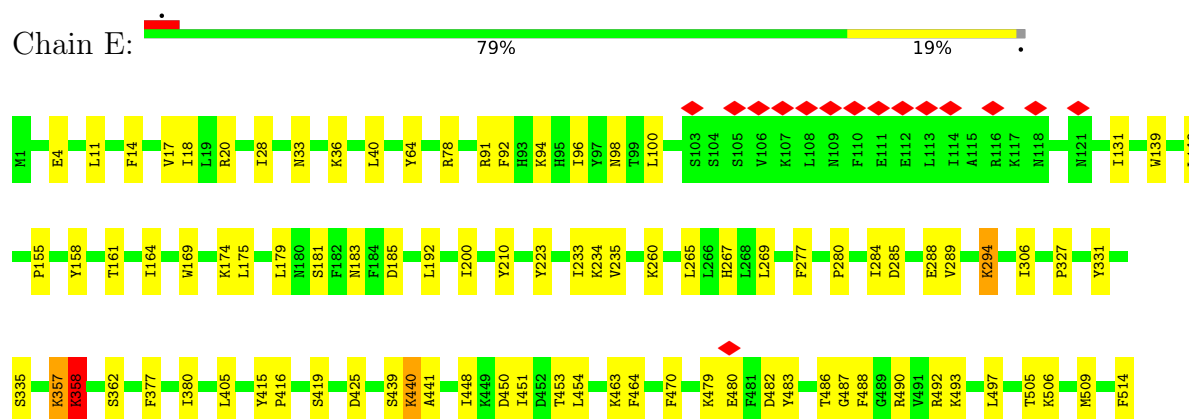 Chain E:
79% 19%
M1 E4 L11 F14 V17 I18 L19 R20 I28 N33 K36 L40 Y64 R78 R91 F92 H93 K94 H95 I96 Y97 N98 T99 L100 S103 S104 S105 V106 K107 L108 N109 F110 E111 E112 L113 I114 A115 R116 K117 N118 N121 I131 W139
P155 Y158 T161 I164 W169 K174 L175 L179 N180 S181 F182 N183 F184 D185 L192 I200 Y210 Y223 I233 K234 V235 K260 L265 L266 H267 L268 L269 F277 P280 I284 D285 E288 V289 K294 I306 P327 Y331
S335 K357 K358 S362 F377 I380 L405 Y415 P416 S419 D425 S439 K440 A441 I448 K449 D450 I451 D452 T453 L454 K463 F464 F470 K479 E480 F481 D482 Y483 T486 G487 F488 G489 R490 V491 R492 K493 L497 T505 K506 M509 F514